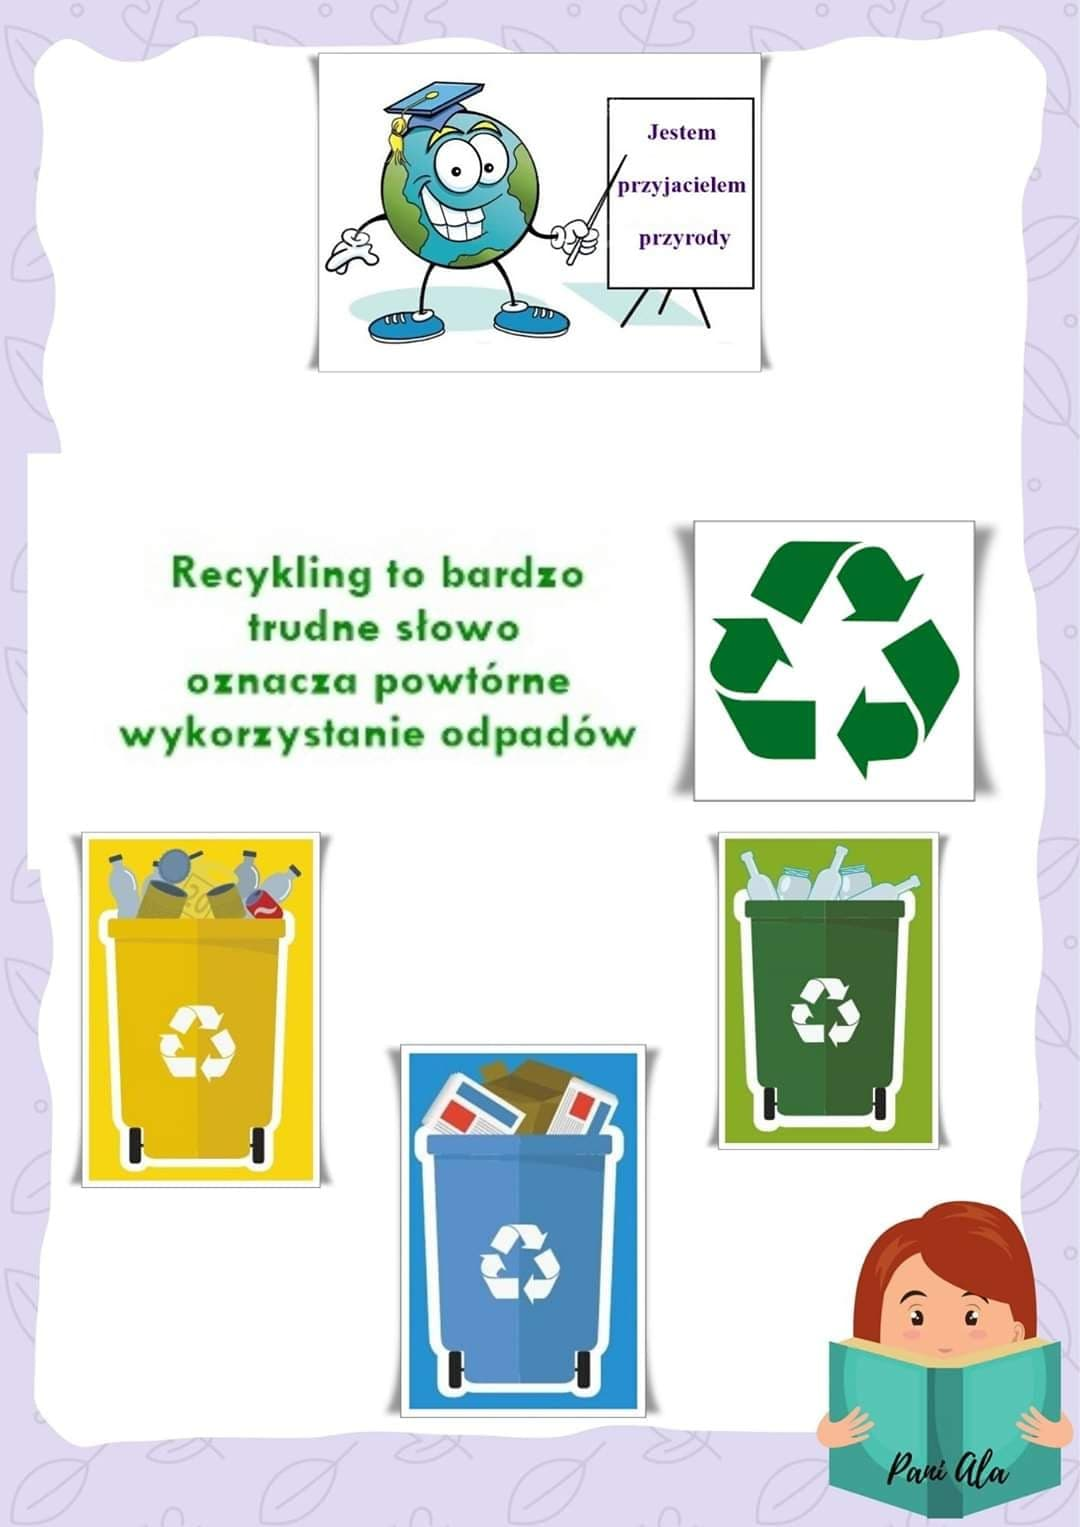 Jestem
przyjacielem
przyrody
Recykling to bardzo
trudne słowo
oznacza powtórne
wykorzystanie odpadów
Pani Ala